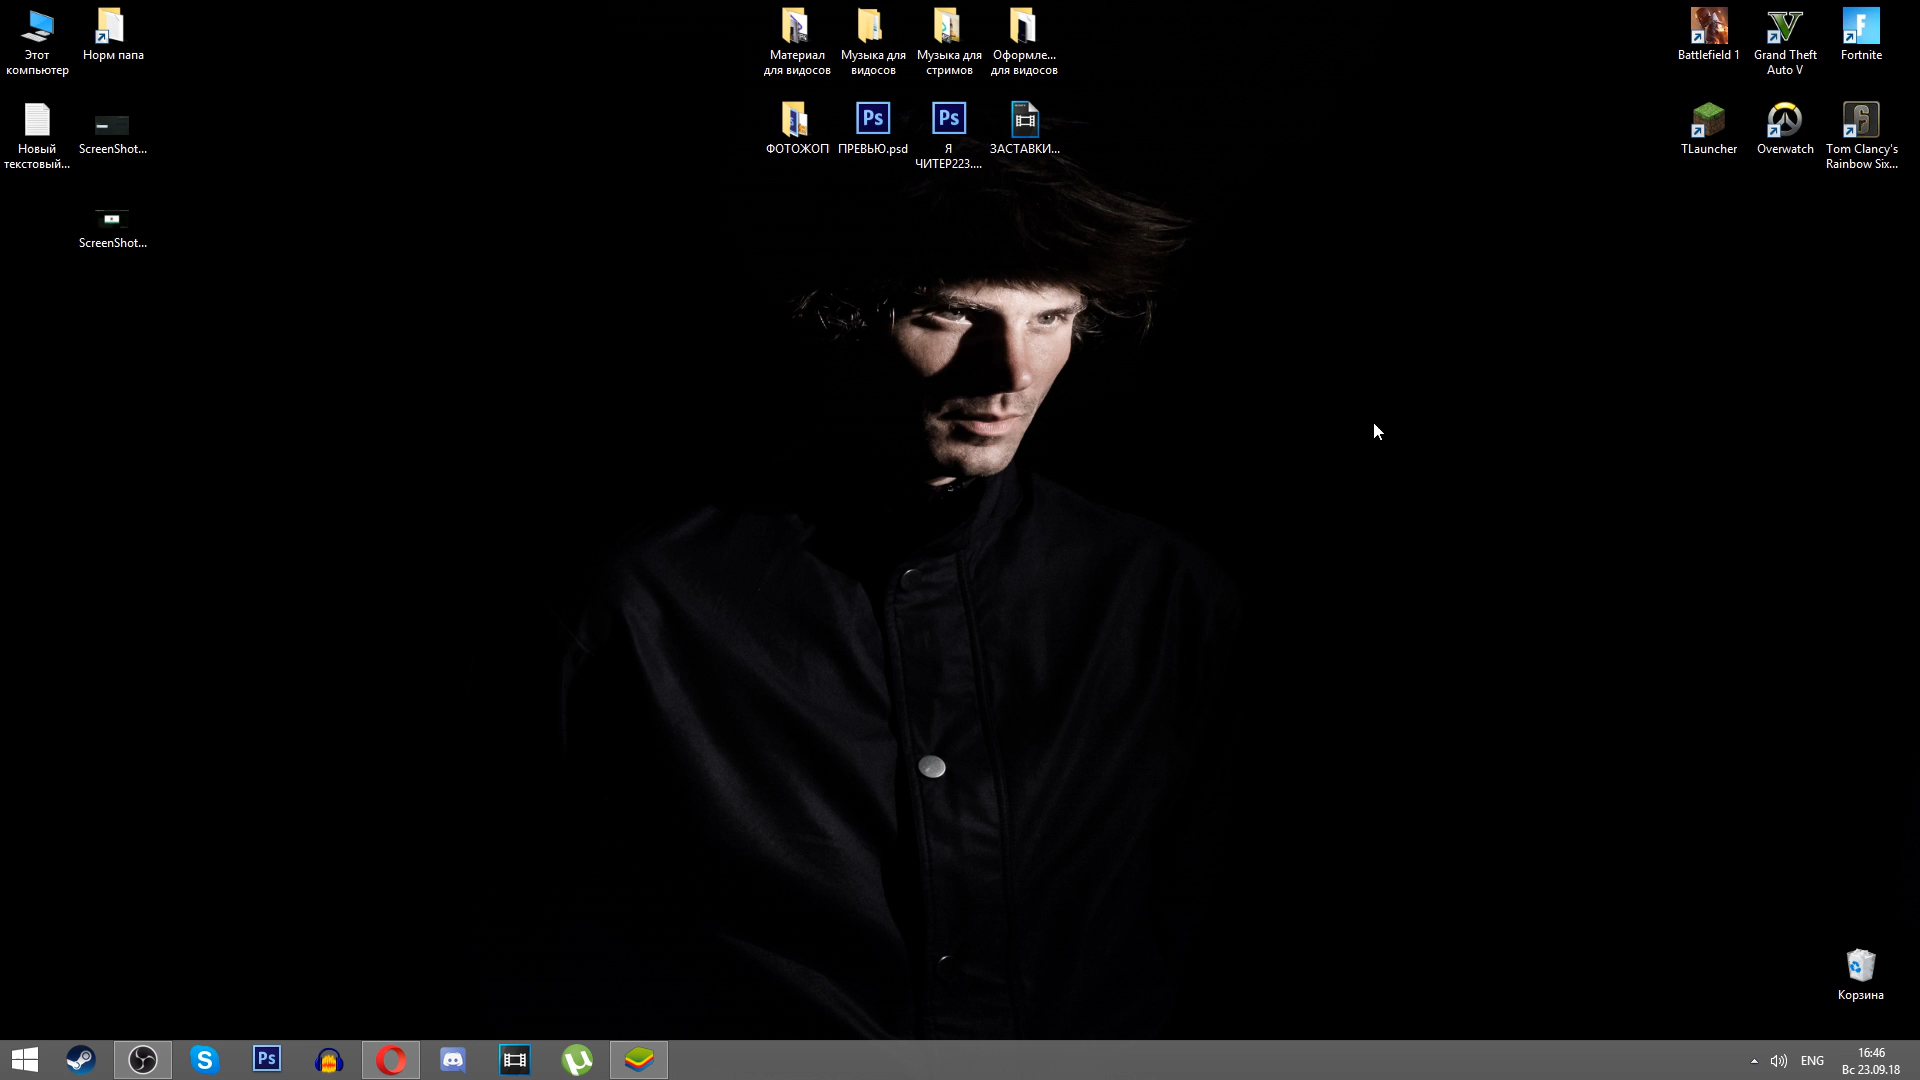 Этот
компьютер
Норм папа
Материал
для видосов
Музыка для
видосов
Музыка для
стримов
Оформле...
для видосов
Battlefield 1
Grand Theft
Auto V
Fortnite
Новый
текстовый...
ScreenShot...
ФОТОЖОП
ПРЕВЬЮ.psd
Я
ЧИТЕР223....
ЗАСТАВКИ...
TLauncher
Overwatch
Tom Clancy's
Rainbow Six...
ScreenShot...
Корзина
ENG
16:46
Вс 23.09.18